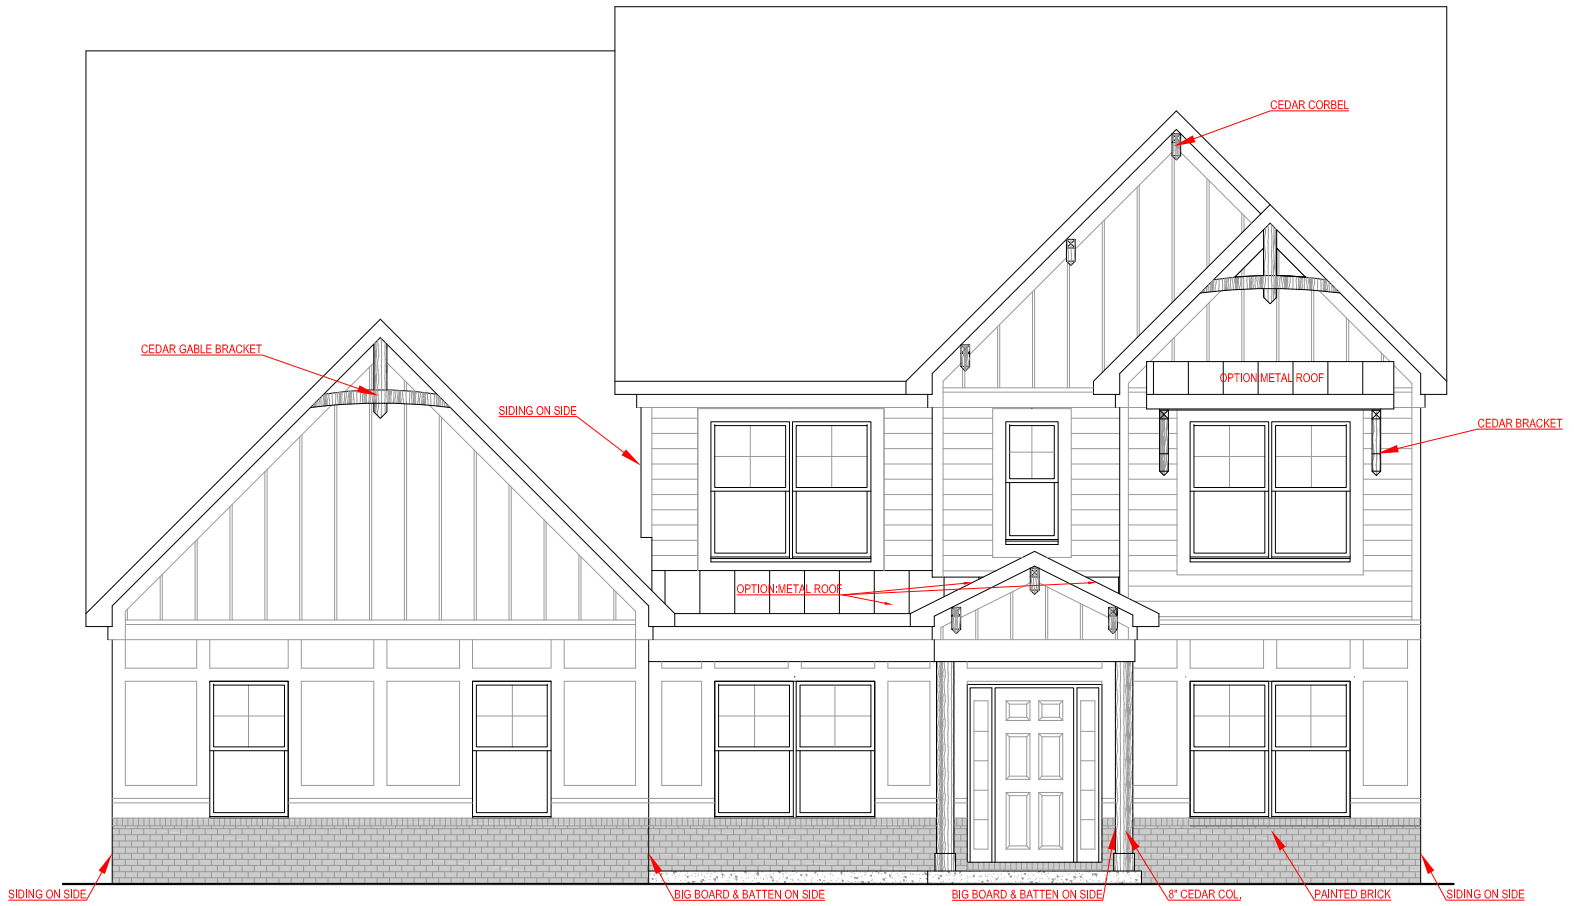 CEDAR CORBEL
CEDAR GABLE BRACKET
OPTION:METAL ROOF
SIDING ON SIDE
CEDAR BRACKET
OPTION:METAL ROOF
SIDING ON SIDE
BIG BOARD & BATTEN ON SIDE
BIG BOARD & BATTEN ON SIDE
8" CEDAR COL.
PAINTED BRICK
SIDING ON SIDE